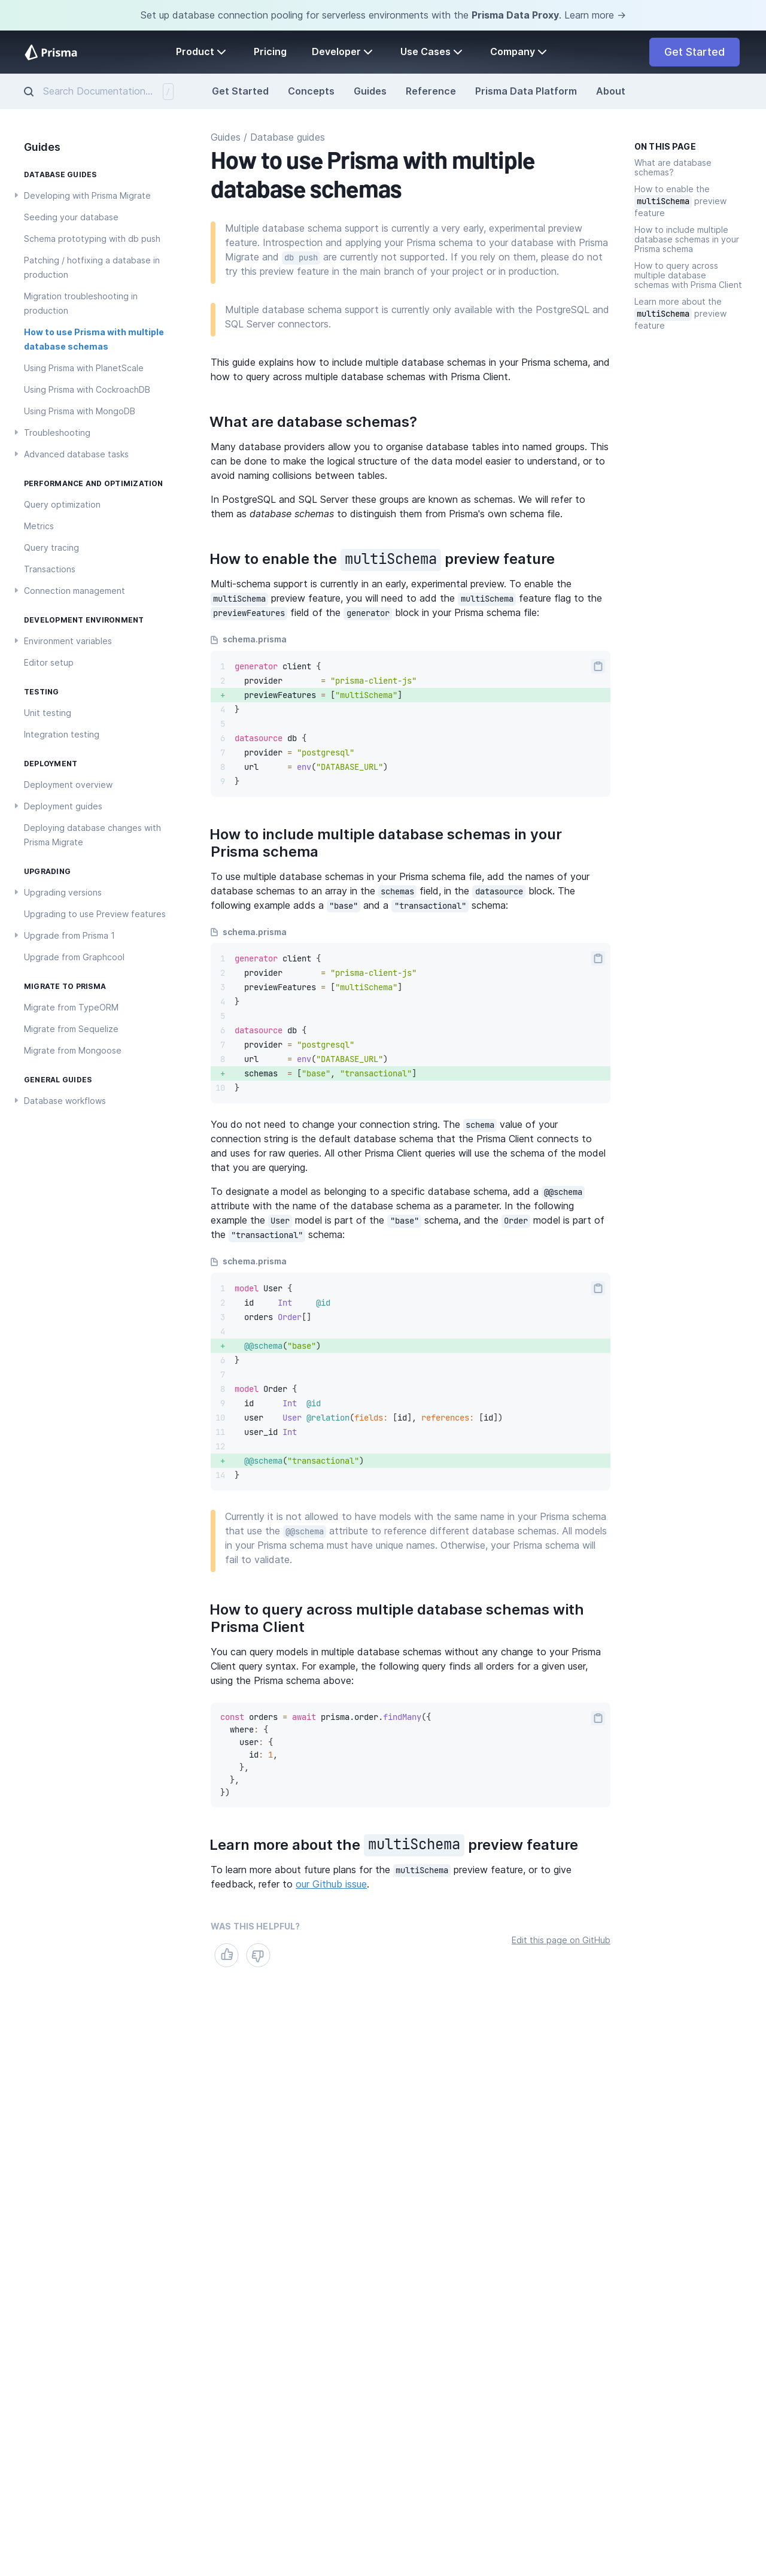 Set up database connection pooling for serverless environments with the Prisma Data Proxy. Learn more →
Prisma
Product
Pricing
Developer
Use Cases
Company
Get Started
Search Documentation...
/
Get Started
Concepts
Guides
Reference
Prisma Data Platform
About
Guides
DATABASE GUIDES
Developing with Prisma Migrate
Seeding your database
Schema prototyping with db push
Patching / hotfixing a database in
production
Migration troubleshooting in
production
How to use Prisma with multiple
database schemas
Using Prisma with PlanetScale
Using Prisma with CockroachDB
Using Prisma with MongoDB
Troubleshooting
Advanced database tasks
PERFORMANCE AND OPTIMIZATION
Query optimization
Metrics
Query tracing
Transactions
Connection management
DEVELOPMENT ENVIRONMENT
Environment variables
Editor setup
TESTING
Unit testing
Integration testing
DEPLOYMENT
Deployment overview
Deployment guides
Deploying database changes with
Prisma Migrate
UPGRADING
Upgrading versions
Upgrading to use Preview features
Upgrade from Prisma 1
Upgrade from Graphcool
MIGRATE TO PRISMA
Migrate from TypeORM
Migrate from Sequelize
Migrate from Mongoose
GENERAL GUIDES
Database workflows
Guides / Database guides
How to use Prisma with multiple
database schemas
Multiple database schema support is currently a very early, experimental preview
feature. Introspection and applying your Prisma schema to your database with Prisma
Migrate and db push are currently not supported. If you rely on them, please do not
try this preview feature in the main branch of your project or in production.
Multiple database schema support is currently only available with the PostgreSQL and
SQL Server connectors.
This guide explains how to include multiple database schemas in your Prisma schema, and
how to query across multiple database schemas with Prisma Client.
What are database schemas?
Many database providers allow you to organise database tables into named groups. This
can be done to make the logical structure of the data model easier to understand, or to
avoid naming collisions between tables.
In PostgreSQL and SQL Server these groups are known as schemas. We will refer to
them as database schemas to distinguish them from Prisma's own schema file.
How to enable the multiSchema preview feature
Multi-schema support is currently in an early, experimental preview. To enable the
multiSchema preview feature, you will need to add the multiSchema feature flag to the
previewFeatures field of the generator block in your Prisma schema file:
schema.prisma
1 generator client {
2   provider        = "prisma-client-js"
+   previewFeatures = ["multiSchema"]
4 }
5
6 datasource db {
7   provider = "postgresql"
8   url      = env("DATABASE_URL")
9 }
How to include multiple database schemas in your
Prisma schema
To use multiple database schemas in your Prisma schema file, add the names of your
database schemas to an array in the schemas field, in the datasource block. The
following example adds a "base" and a "transactional" schema:
schema.prisma
1 generator client {
2   provider        = "prisma-client-js"
3   previewFeatures = ["multiSchema"]
4 }
5
6 datasource db {
7   provider = "postgresql"
8   url      = env("DATABASE_URL")
+   schemas  = ["base", "transactional"]
10 }
You do not need to change your connection string. The schema value of your
connection string is the default database schema that the Prisma Client connects to
and uses for raw queries. All other Prisma Client queries will use the schema of the model
that you are querying.
To designate a model as belonging to a specific database schema, add a @@schema
attribute with the name of the database schema as a parameter. In the following
example the User model is part of the "base" schema, and the Order model is part of
the "transactional" schema:
schema.prisma
1 model User {
2   id     Int     @id
3   orders Order[]
4
+   @@schema("base")
6 }
7
8 model Order {
9   id      Int  @id
10   user    User @relation(fields: [id], references: [id])
11   user_id Int
12
+   @@schema("transactional")
14 }
Currently it is not allowed to have models with the same name in your Prisma schema
that use the @@schema attribute to reference different database schemas. All models
in your Prisma schema must have unique names. Otherwise, your Prisma schema will
fail to validate.
How to query across multiple database schemas with
Prisma Client
You can query models in multiple database schemas without any change to your Prisma
Client query syntax. For example, the following query finds all orders for a given user,
using the Prisma schema above:
const orders = await prisma.order.findMany({
  where: {
    user: {
      id: 1,
    },
  },
})
Learn more about the multiSchema preview feature
To learn more about future plans for the multiSchema preview feature, or to give
feedback, refer to our Github issue.
WAS THIS HELPFUL?
Edit this page on GitHub
ON THIS PAGE
What are database
schemas?
How to enable the
multiSchema preview
feature
How to include multiple
database schemas in your
Prisma schema
How to query across
multiple database
schemas with Prisma Client
Learn more about the
multiSchema preview
feature